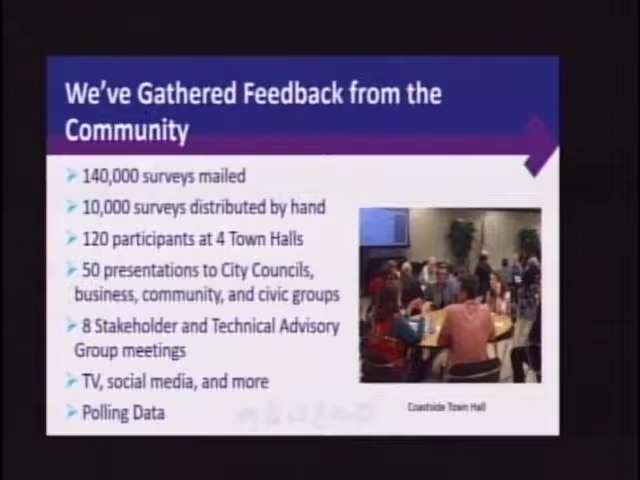 We've Gathered Feedback from the
Community
140,000 surveys mailed
10,000 surveys distributed by hand
120 participants at 4 Town Halls
50 presentations to City Councils,
business, community, and civic groups
8 Stakeholder and Technical Advisory
Group meetings
TV, social media, and more
Polling Data
Coastside Town Hall